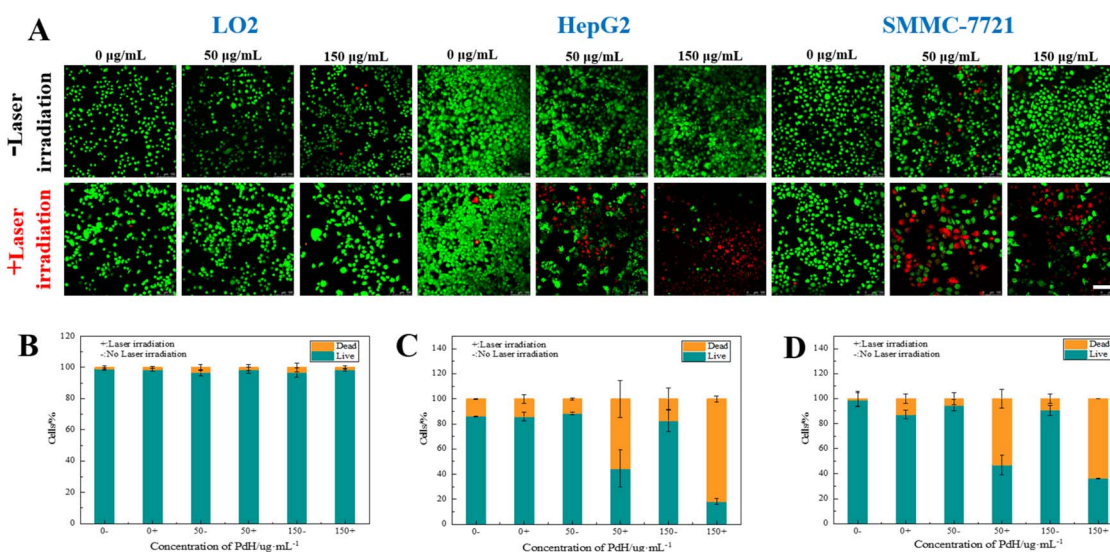 A
LO2
HepG2
SMMC-7721
0 μg/mL
50 μg/mL
150 μg/mL
0 μg/mL
50 μg/mL
150 μg/mL
0 μg/mL
50 μg/mL
150 μg/mL
-Laser
irradiation
+Laser
irradiation
B
120
100
80
60
40
20
0
Cells/%
+:Laser irradiation
-:No Laser irradiation
Dead
Live
0-
0+
50-
50+
150-
150+
Concentration of PdH/ug·mL⁻¹
C
140
120
100
80
60
40
20
0
Cells/%
+:Laser irradiation
-:No Laser irradiation
Dead
Live
0-
0+
50-
50+
150-
150+
Concentration of PdH/ug·mL⁻¹
D
140
120
100
80
60
40
20
0
Cells/%
+:Laser irradiation
-:No Laser irradiation
Dead
Live
0-
0+
50-
50+
150-
150+
Concentration of PdH/ug·mL⁻¹